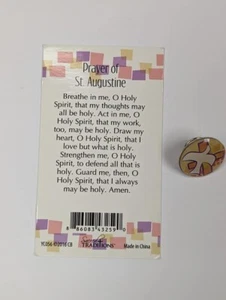 Prayer of
St. Augustine
Breathe in me, O Holy
Spirit, that my thoughts may
all be holy. Act in me, O
Holy Spirit, that my work,
too, may be holy. Draw my
heart, O Holy Spirit, that I
love but what is holy.
Strengthen me, O Holy
Spirit, to defend all that is
holy. Guard me, then, O
Holy Spirit, that I always
may be holy. Amen.
TRADITIONS
Made in China